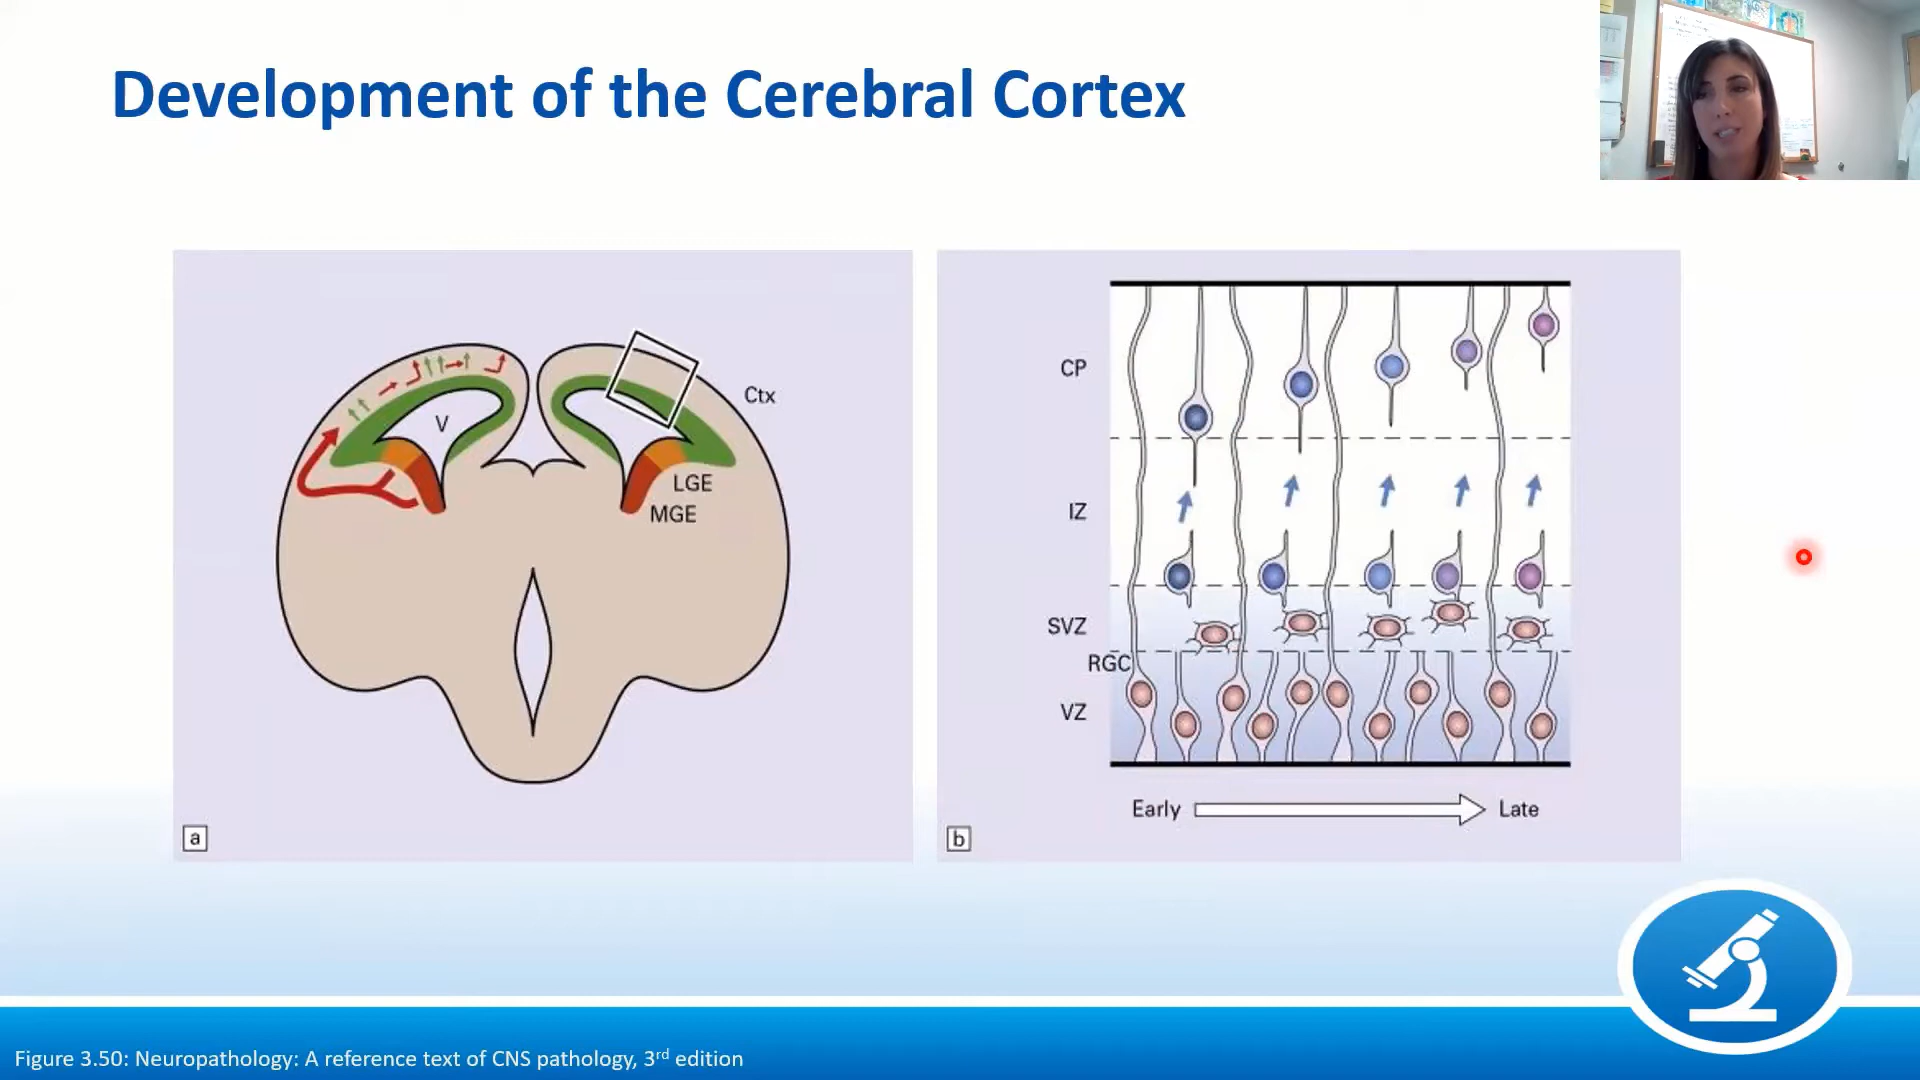 Development of the Cerebral Cortex
V
Ctx
LGE
MGE
a
CP
IZ
SVZ
RGC
VZ
Early
Late
b
Figure 3.50: Neuropathology: A reference text of CNS pathology, 3rd edition